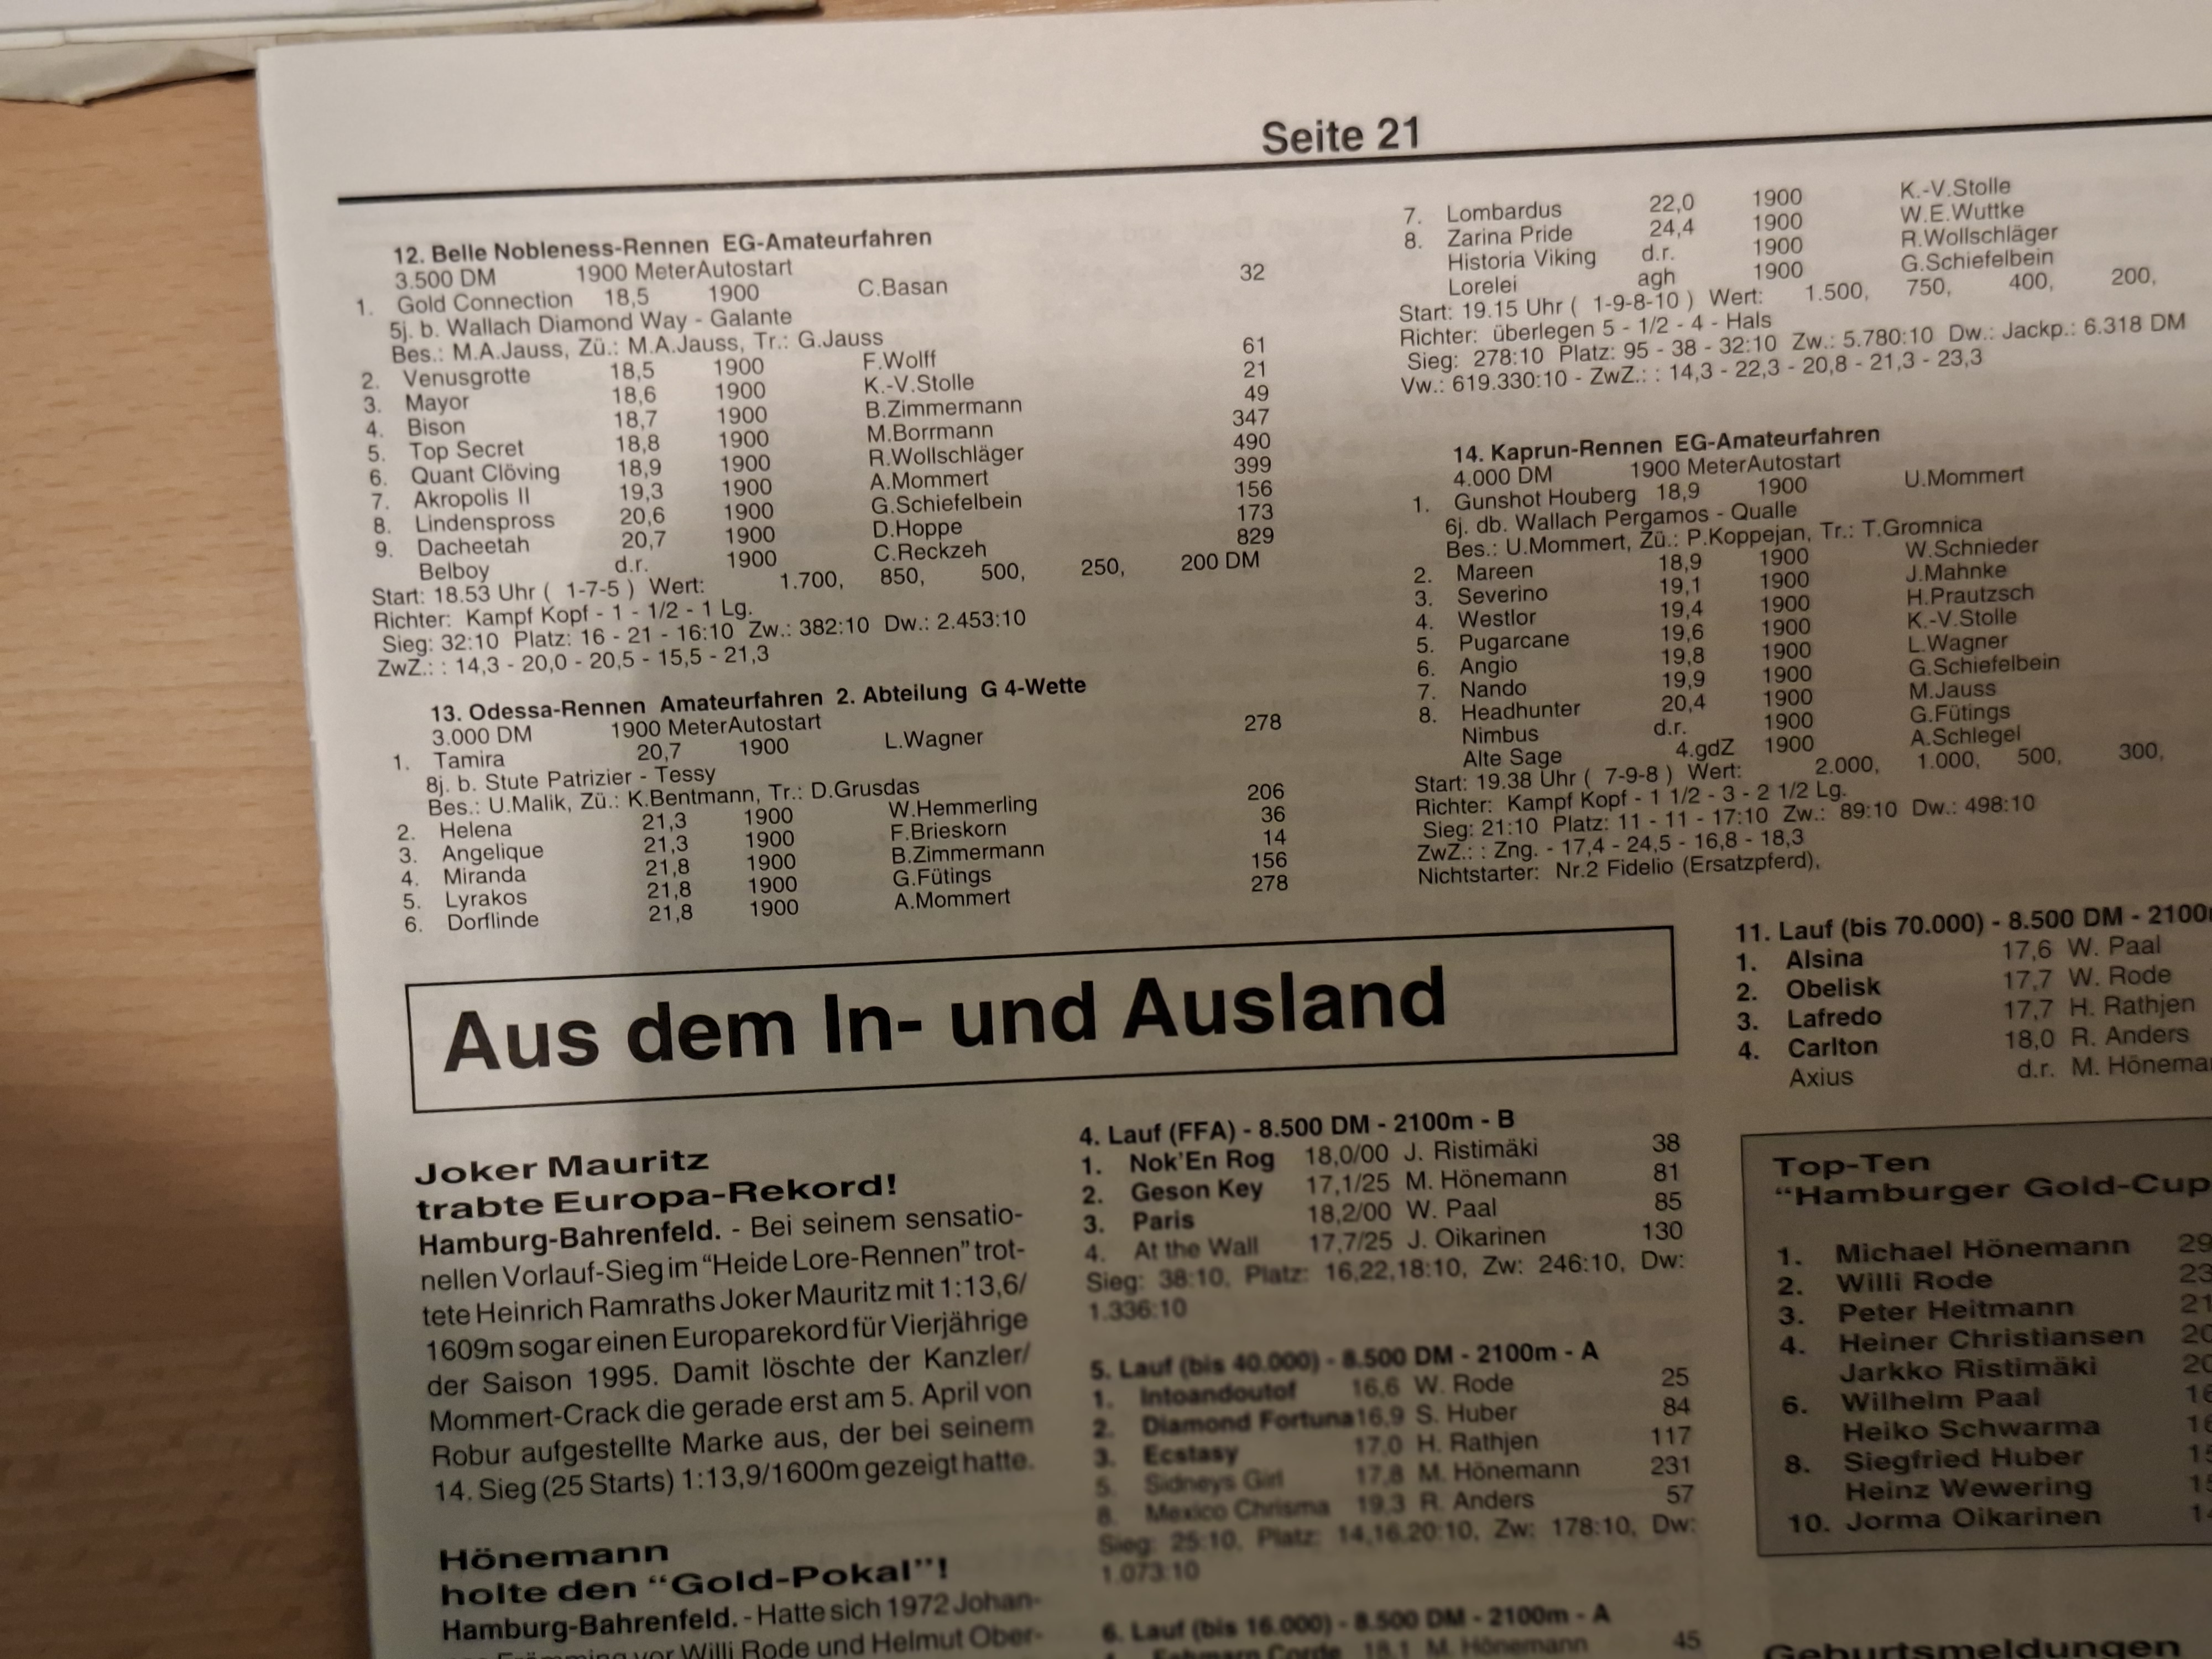 Seite 21
12. Belle Nobleness-Rennen EG-Amateurfahren
3.500 DM 1900 MeterAutostart
1. Gold Connection 18,5 1900 C.Basan 32
5j. b. Wallach Diamond Way - Galante
Bes.: M.A.Jauss, Zü.: M.A.Jauss, Tr.: G.Jauss
2. Venusgrotte 18,5 1900 F.Wolff 61
3. Mayor 18,6 1900 K.-V.Stolle 21
4. Bison 18,7 1900 B.Zimmermann 49
5. Top Secret 18,8 1900 M.Borrmann 347
6. Quant Clöving 18,9 1900 R.Wollschläger 490
7. Akropolis II 19,3 1900 A.Mommert 399
8. Lindenspross 20,6 1900 G.Schiefelbein 156
9. Dacheetah 20,7 1900 D.Hoppe 173
Belboy d.r. 1900 C.Reckzeh 829
Start: 18.53 Uhr ( 1-7-5 ) Wert: 1.700, 850, 500, 250, 200 DM
Richter: Kampf Kopf - 1 - 1/2 - 1 Lg.
Sieg: 32:10 Platz: 16 - 21 - 16:10 Zw.: 382:10 Dw.: 2.453:10
ZwZ.: : 14,3 - 20,0 - 20,5 - 15,5 - 21,3
13. Odessa-Rennen Amateurfahren 2. Abteilung G 4-Wette
3.000 DM 1900 MeterAutostart
1. Tamira 20,7 1900 L.Wagner 278
8j. b. Stute Patrizier - Tessy
Bes.: U.Malik, Zü.: K.Bentmann, Tr.: D.Grusdas
2. Helena 21,3 1900 W.Hemmerling 206
3. Angelique 21,3 1900 F.Brieskorn 36
4. Miranda 21,8 1900 B.Zimmermann 14
5. Lyrakos 21,8 1900 G.Fütings 156
6. Dorflinde 21,8 1900 A.Mommert 278
7. Lombardus 22,0 1900 K.-V.Stolle
8. Zarina Pride 24,4 1900 W.E.Wuttke
Historia Viking d.r. 1900 R.Wollschläger
Lorelei agh 1900 G.Schiefelbein
Start: 19.15 Uhr ( 1-9-8-10 ) Wert: 1.500, 750, 400, 200,
Richter: überlegen 5 - 1/2 - 4 - Hals
Sieg: 278:10 Platz: 95 - 38 - 32:10 Zw.: 5.780:10 Dw.: Jackp.: 6.318 DM
Vw.: 619.330:10 - ZwZ.: : 14,3 - 22,3 - 20,8 - 21,3 - 23,3
14. Kaprun-Rennen EG-Amateurfahren
4.000 DM 1900 MeterAutostart
1. Gunshot Houberg 18,9 1900 U.Mommert
6j. db. Wallach Pergamos - Qualle
Bes.: U.Mommert, Zü.: P.Koppejan, Tr.: T.Gromnica
2. Mareen 18,9 1900 W.Schnieder
3. Severino 19,1 1900 J.Mahnke
4. Westlor 19,4 1900 H.Prautzsch
5. Pugarcane 19,6 1900 K.-V.Stolle
6. Angio 19,8 1900 L.Wagner
7. Nando 19,9 1900 G.Schiefelbein
8. Headhunter 20,4 1900 M.Jauss
Nimbus d.r. 1900 G.Fütings
Alte Sage 4.gdZ 1900 A.Schlegel
Start: 19.38 Uhr ( 7-9-8 ) Wert: 2.000, 1.000, 500, 300,
Richter: Kampf Kopf - 1 1/2 - 3 - 2 1/2 Lg.
Sieg: 21:10 Platz: 11 - 11 - 17:10 Zw.: 89:10 Dw.: 498:10
ZwZ.: : Zng. - 17,4 - 24,5 - 16,8 - 18,3
Nichtstarter: Nr.2 Fidelio (Ersatzpferd),
Aus dem In- und Ausland
Joker Mauritz
trabte Europa-Rekord!
Hamburg-Bahrenfeld. - Bei seinem sensatio-
nellen Vorlauf-Sieg im “Heide Lore-Rennen” trot-
tete Heinrich Ramraths Joker Mauritz mit 1:13,6/
1609m sogar einen Europarekord für Vierjährige
der Saison 1995. Damit löschte der Kanzler/
Mommert-Crack die gerade erst am 5. April von
Robur aufgestellte Marke aus, der bei seinem
14. Sieg (25 Starts) 1:13,9/1600m gezeigt hatte.
Hönemann
holte den “Gold-Pokal”!
Hamburg-Bahrenfeld. - Hatte sich 1972 Johan-
vor Willi Rode und Helmut Ober-
4. Lauf (FFA) - 8.500 DM - 2100m - B
1. Nok'En Rog 18,0/00 J. Ristimäki 38
2. Geson Key 17,1/25 M. Hönemann 81
3. Paris 18,2/00 W. Paal 85
4. At the Wall 17,7/25 J. Oikarinen 130
Sieg: 38:10, Platz: 16,22,18:10, Zw: 246:10, Dw:
1.336:10
5. Lauf (bis 40.000) - 8.500 DM - 2100m - A
1. Intoandoutof 16,6 W. Rode 25
2. Diamond Fortuna 16,9 S. Huber 84
3. Ecstasy 17,0 H. Rathjen 117
5. Sidneys Girl 17,8 M. Hönemann 231
8. Mexico Chrisma 19,3 R. Anders 57
Sieg: 25:10, Platz: 14,16,20:10, Zw: 178:10, Dw:
1.073:10
6. Lauf (bis 16.000) - 8.500 DM - 2100m - A
18,1 M. Hönemann 45
11. Lauf (bis 70.000) - 8.500 DM - 2100
1. Alsina 17,6 W. Paal
2. Obelisk 17,7 W. Rode
3. Lafredo 17,7 H. Rathjen
4. Carlton 18,0 R. Anders
Axius d.r. M. Hönema
Top-Ten
“Hamburger Gold-Cup
1. Michael Hönemann 29
2. Willi Rode 23
3. Peter Heitmann 21
4. Heiner Christiansen 20
Jarkko Ristimäki 20
6. Wilhelm Paal
Heiko Schwarma
8. Siegfried Huber
Heinz Wewering
10. Jorma Oikarinen
Geburtsmeldungen